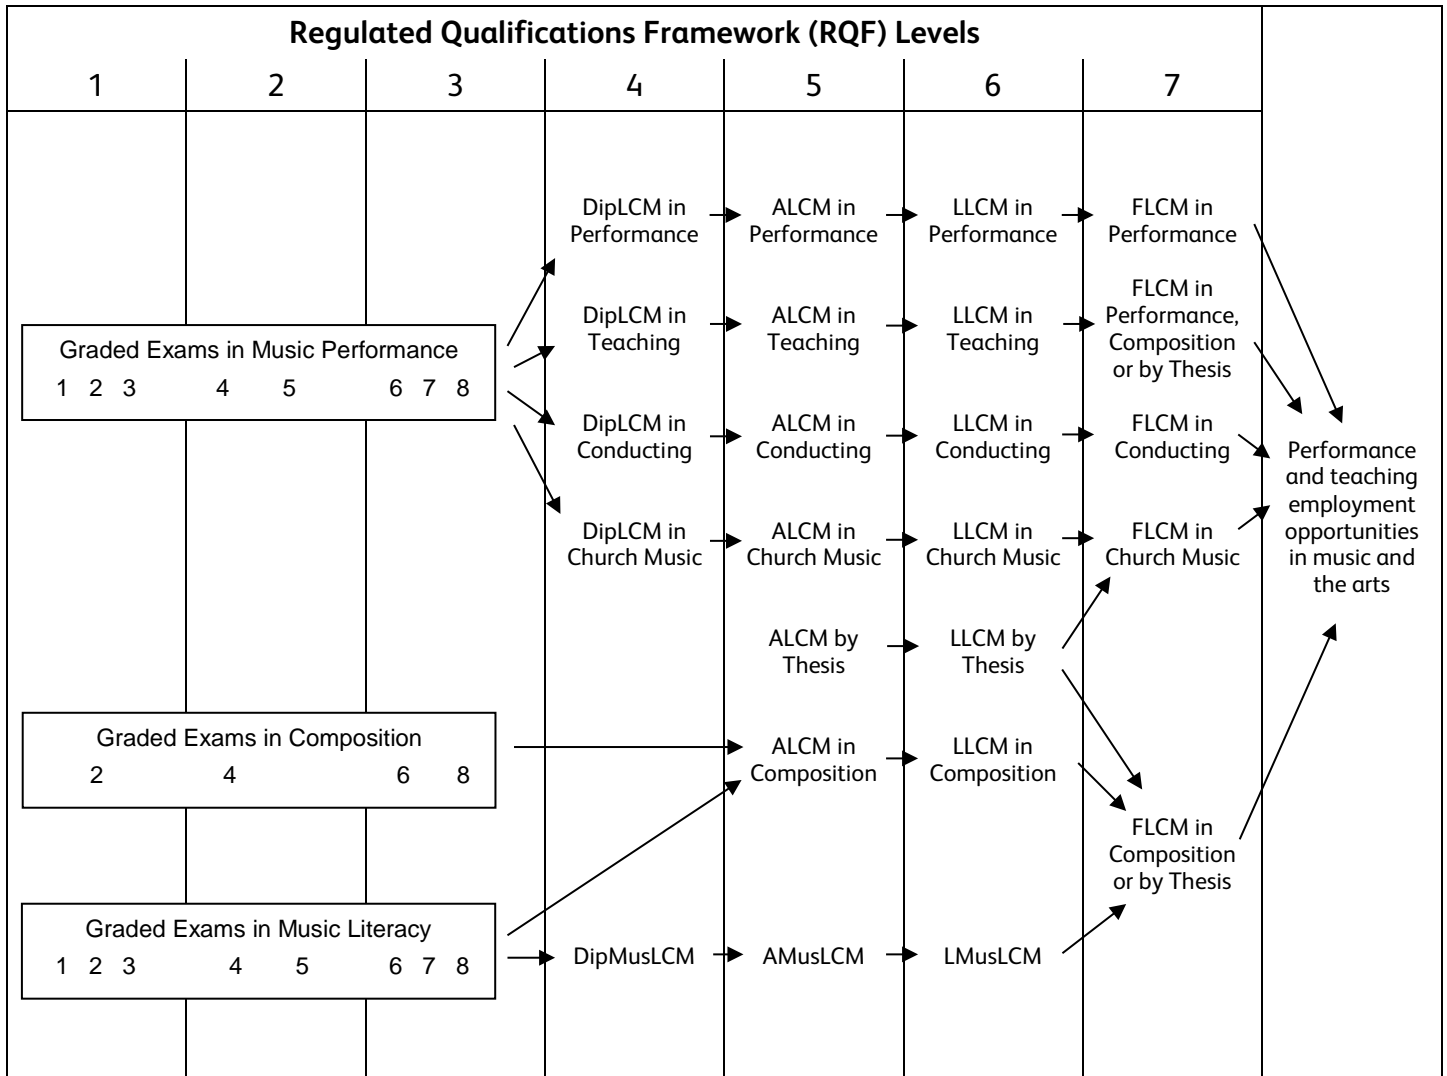 Regulated Qualifications Framework (RQF) Levels
1 2 3 4 5 6 7
DipLCM in
Performance
ALCM in
Performance
LLCM in
Performance
FLCM in
Performance
Graded Exams in Music Performance
1 2 3 4 5 6 7 8
DipLCM in
Teaching
ALCM in
Teaching
LLCM in
Teaching
FLCM in
Performance,
Composition
or by Thesis
DipLCM in
Conducting
ALCM in
Conducting
LLCM in
Conducting
FLCM in
Conducting
Performance
and teaching
employment
opportunities
in music and
the arts
DipLCM in
Church Music
ALCM in
Church Music
LLCM in
Church Music
FLCM in
Church Music
ALCM by
Thesis
LLCM by
Thesis
Graded Exams in Composition
2 4 6 8
ALCM in
Composition
LLCM in
Composition
FLCM in
Composition
or by Thesis
Graded Exams in Music Literacy
1 2 3 4 5 6 7 8
DipMusLCM
AMusLCM
LMusLCM